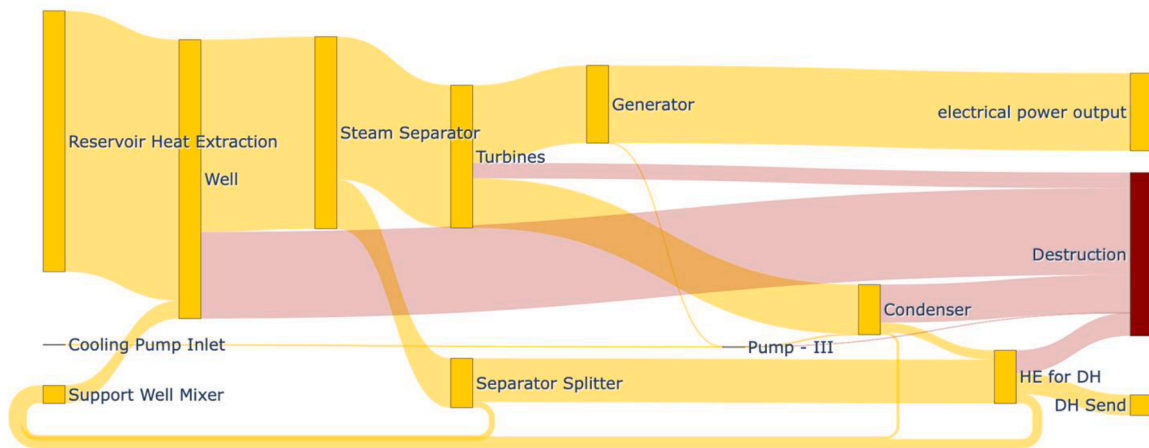 Reservoir Heat Extraction
Well
Steam Separator
Turbines
Generator
electrical power output
Destruction
Condenser
Cooling Pump Inlet
Pump - III
Support Well Mixer
Separator Splitter
HE for DH
DH Send